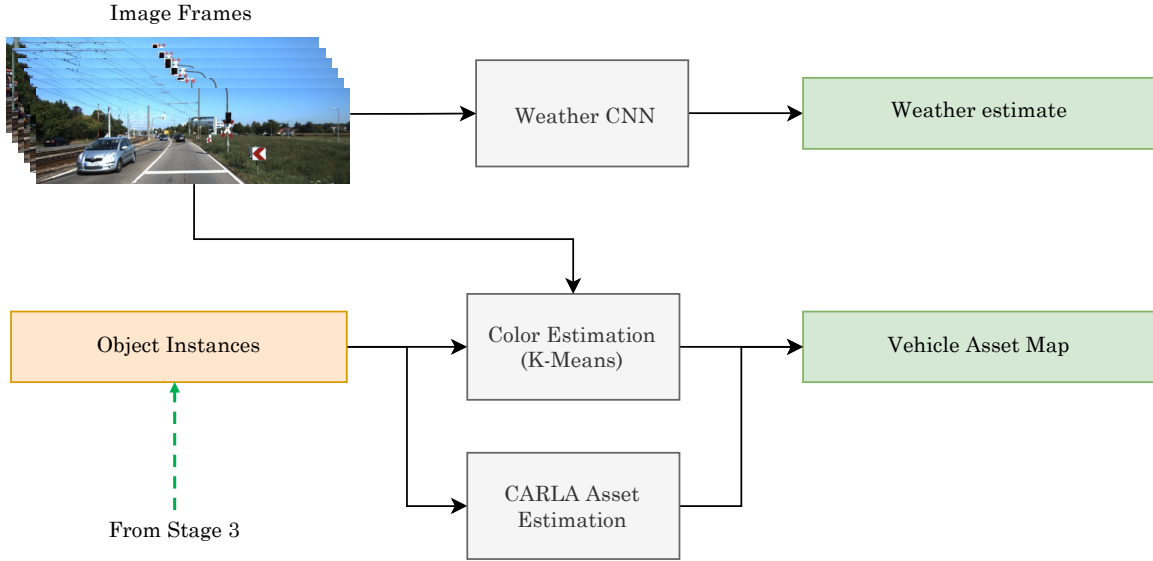 Image Frames
Weather CNN
Weather estimate
Object Instances
Color Estimation
(K-Means)
Vehicle Asset Map
CARLA Asset
Estimation
From Stage 3